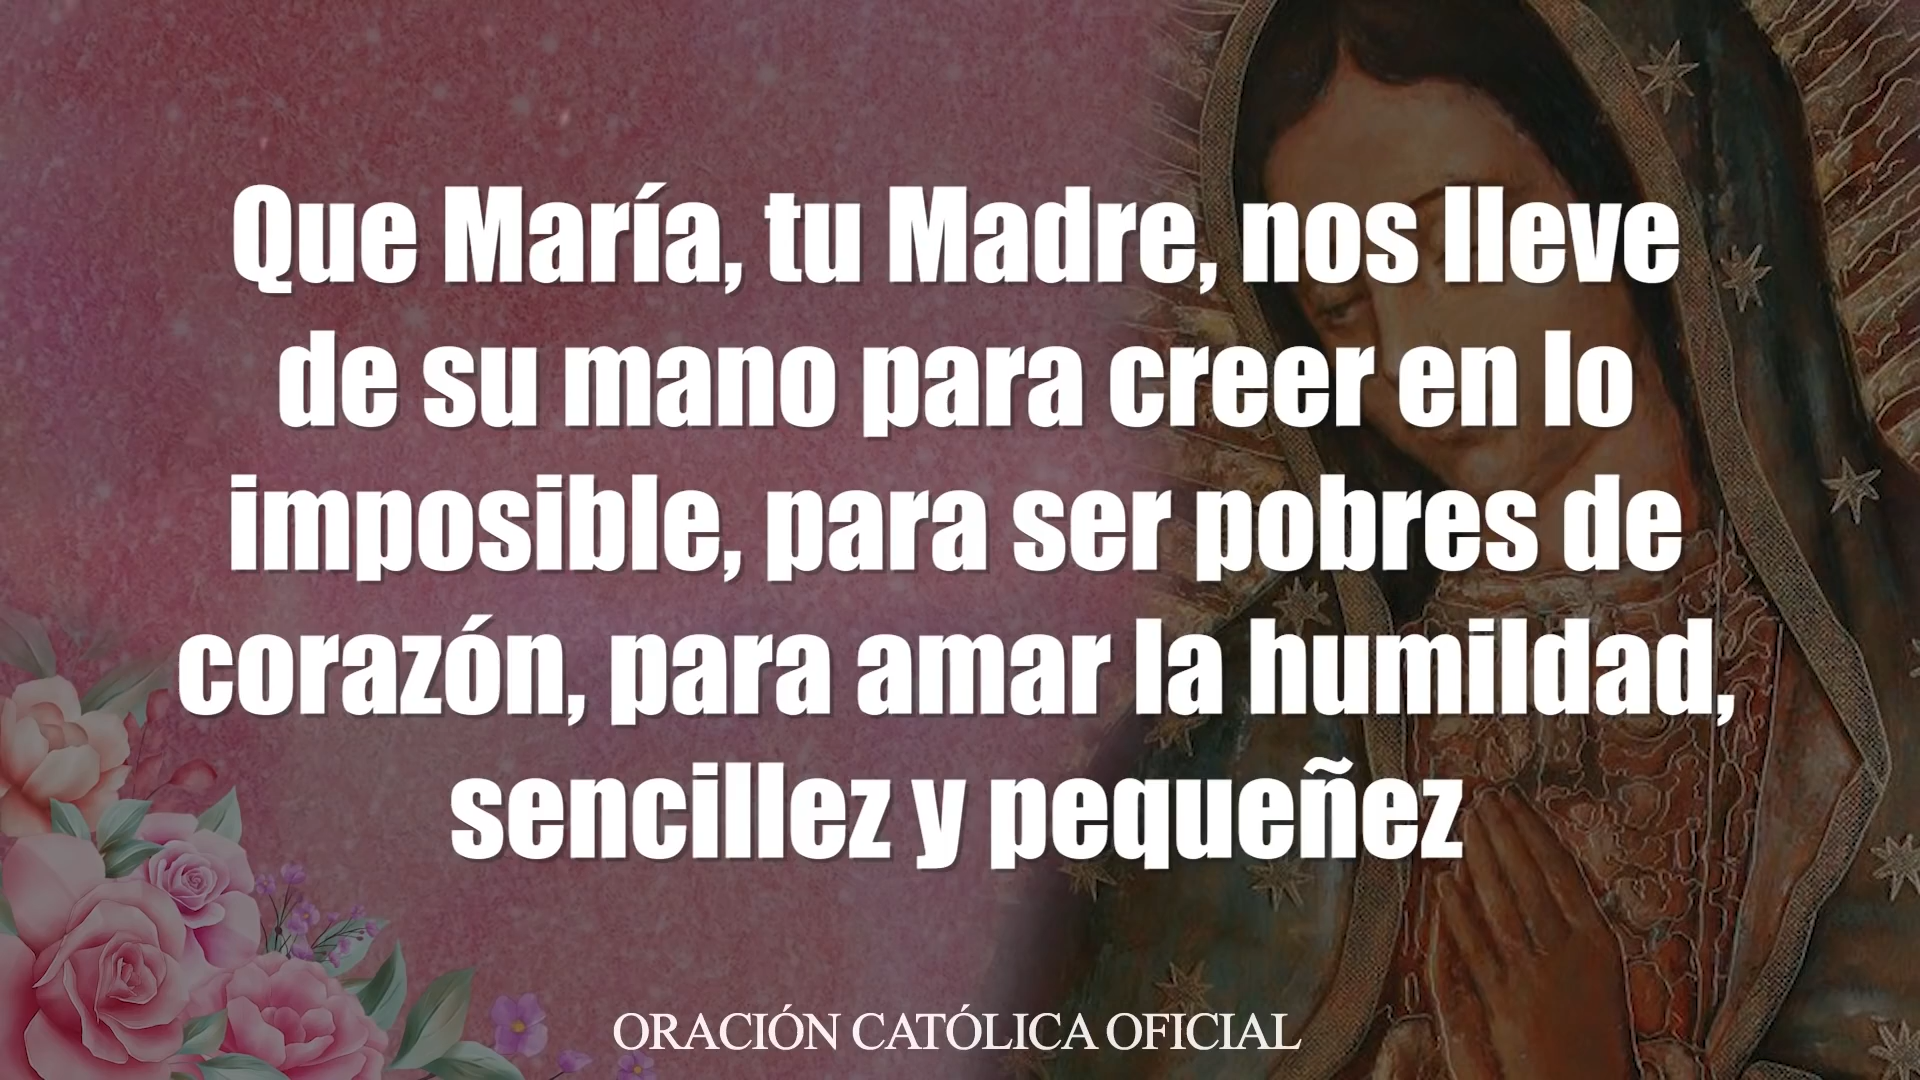 Que María, tu Madre, nos lleve
de su mano para creer en lo
imposible, para ser pobres de
corazón, para amar la humildad,
sencillez y pequeñez
ORACIÓN CATÓLICA OFICIAL